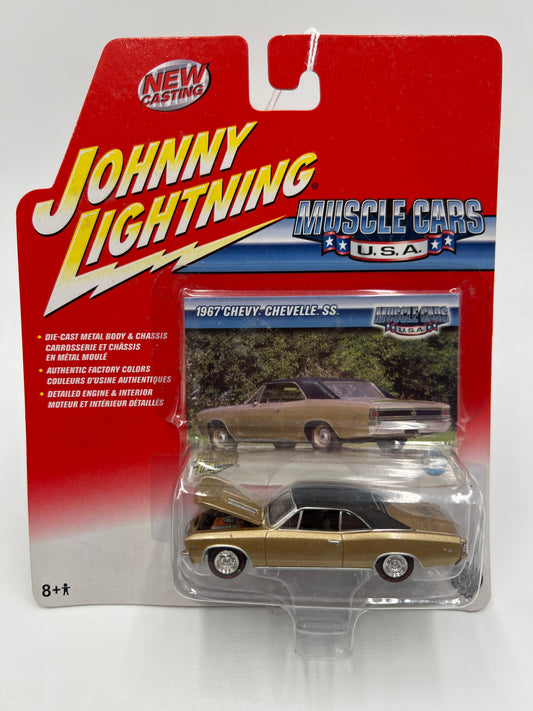 NEW
CASTING
JOHNNY
LIGHTNING®
MUSCLE CARS
U.S.A.
1967 CHEVY® CHEVELLE® SS™
MUSCLE CARS
U.S.A.
• DIE-CAST METAL BODY & CHASSIS
CARROSSERIE ET CHÂSSIS
EN MÉTAL MOULÉ
• AUTHENTIC FACTORY COLORS
COULEURS D'USINE AUTHENTIQUES
• DETAILED ENGINE & INTERIOR
MOTEUR ET INTÉRIEUR DÉTAILLÉS
8+